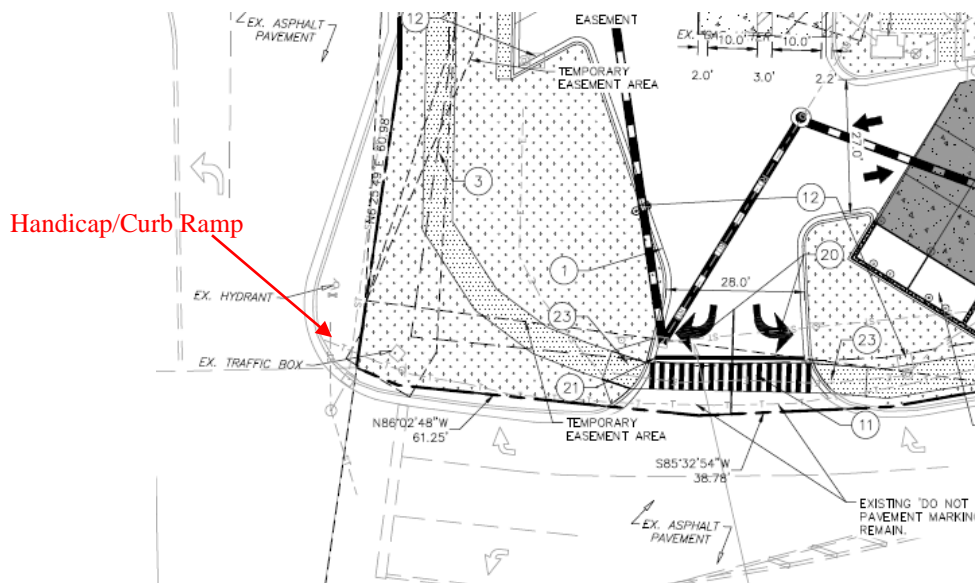 EX. ASPHALT
PAVEMENT
12
EASEMENT
TEMPORARY
EASEMENT AREA
10.0'
10.0'
2.0'
3.0'
2.2'
27.0'
N6°25'49"E 60.98'
3
12
Handicap/Curb Ramp
1
20
EX. HYDRANT
28.0'
23
23
EX. TRAFFIC BOX
21
11
N86°02'48"W
61.25'
TEMPORARY
EASEMENT AREA
S85°32'54"W
38.78'
EX. ASPHALT
PAVEMENT
EXISTING "DO NOT
PAVEMENT MARKIN
REMAIN.